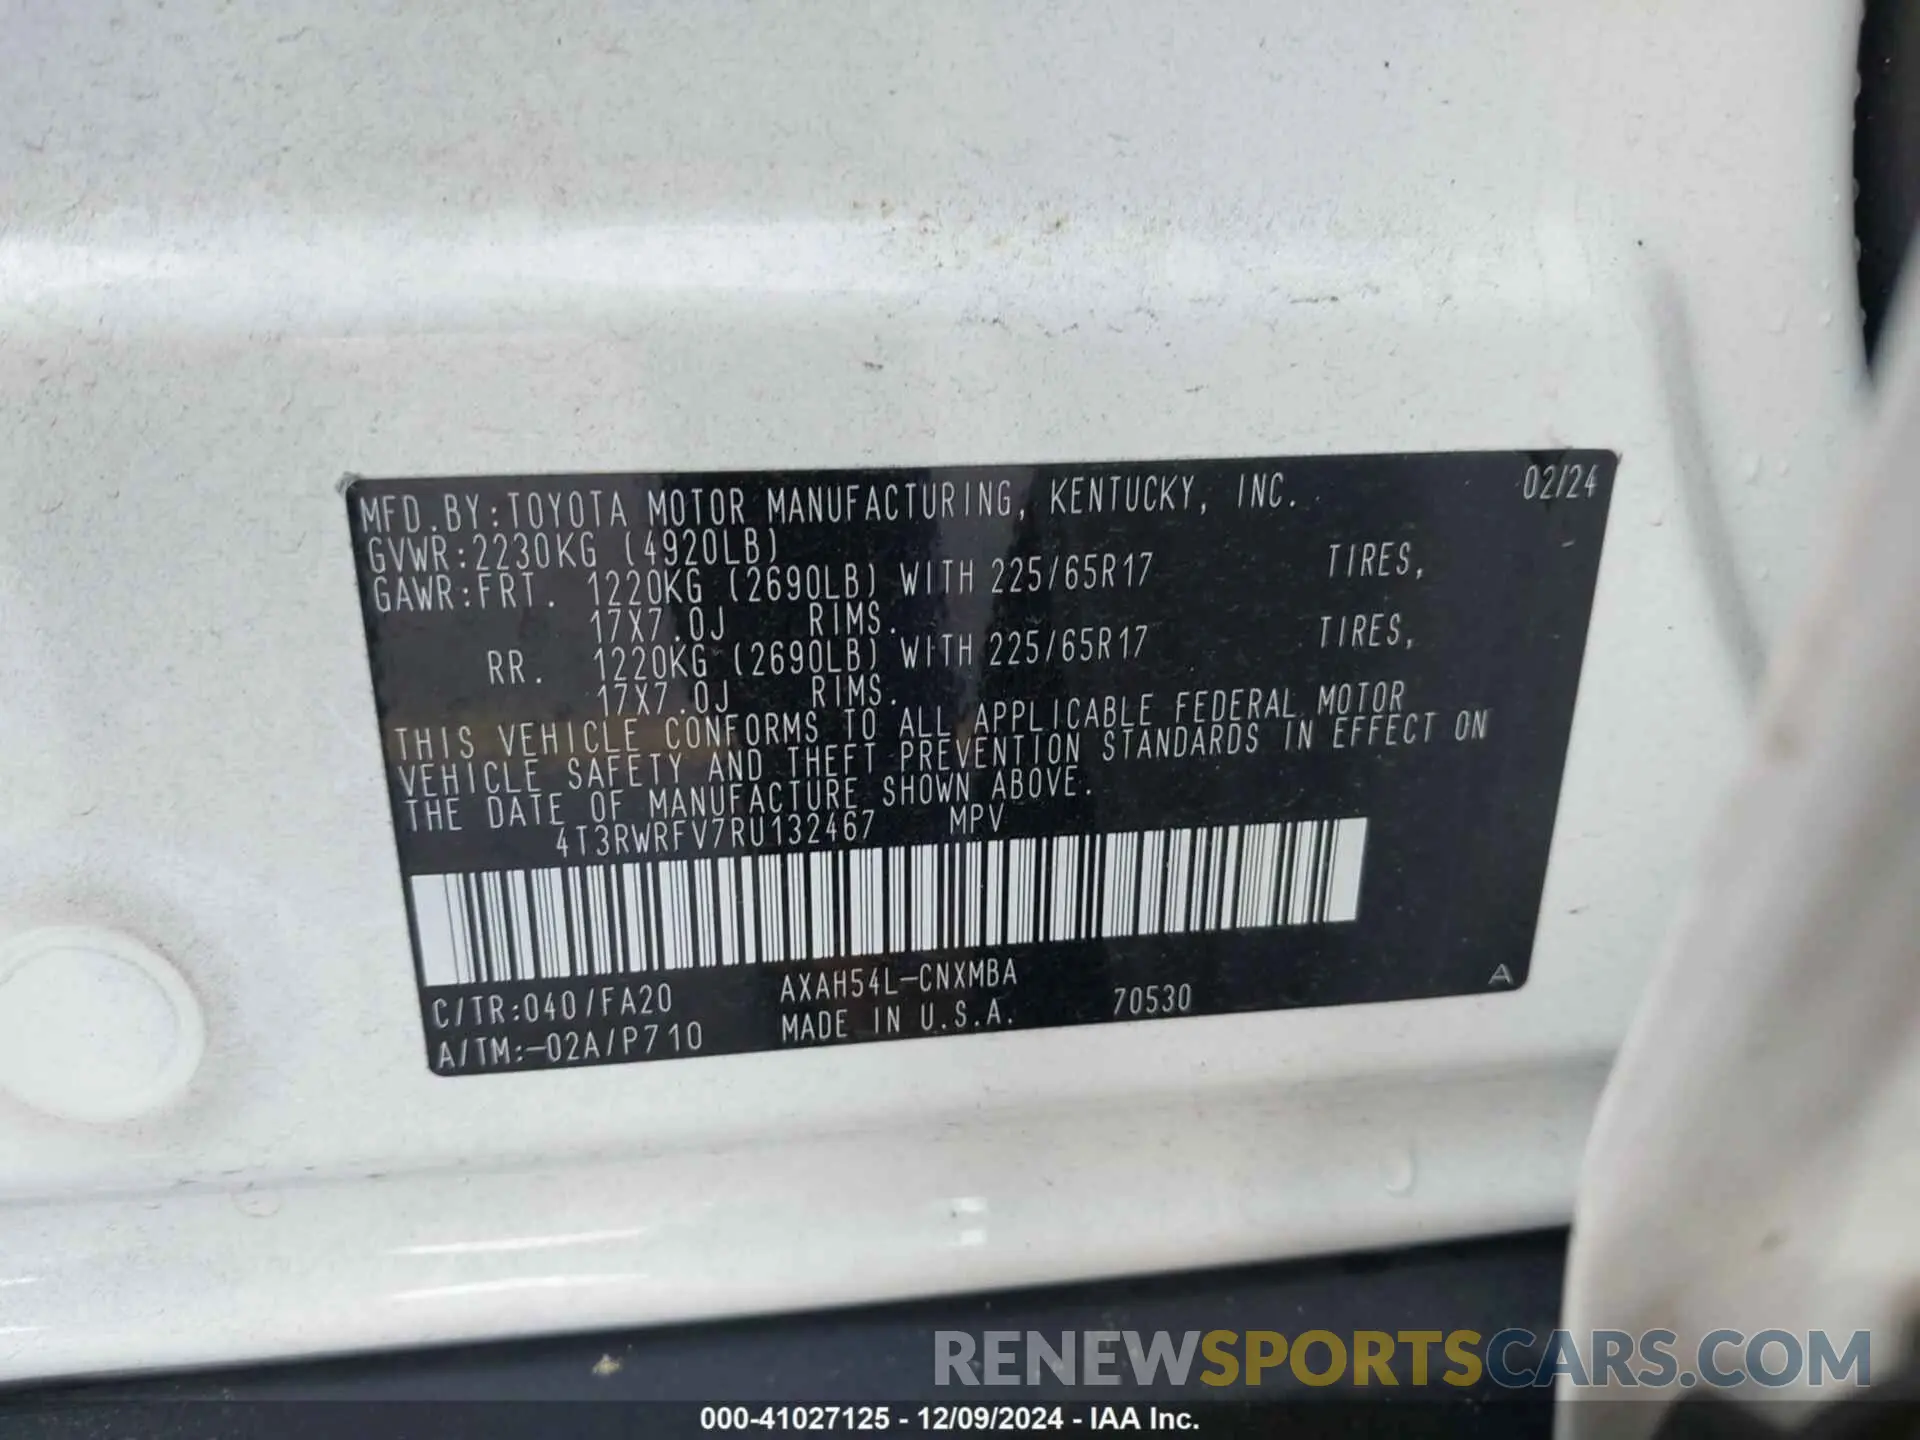 MFD.BY:TOYOTA MOTOR MANUFACTURING, KENTUCKY, INC. 02/24
GVWR:2230KG (4920LB)
GAWR:FRT. 1220KG (2690LB) WITH 225/65R17 TIRES,
17X7.0J RIMS.
RR. 1220KG (2690LB) WITH 225/65R17 TIRES,
17X7.0J RIMS.
THIS VEHICLE CONFORMS TO ALL APPLICABLE FEDERAL MOTOR
VEHICLE SAFETY AND THEFT PREVENTION STANDARDS IN EFFECT ON
THE DATE OF MANUFACTURE SHOWN ABOVE.
4T3RWRFV7RU132467 MPV
C/TR:040/FA20 AXAH54L-CNXMBA A
A/TM:-02A/P710 MADE IN U.S.A. 70530
RENEWSPORTSCARS.COM
000-41027125 - 12/09/2024 - IAA Inc.